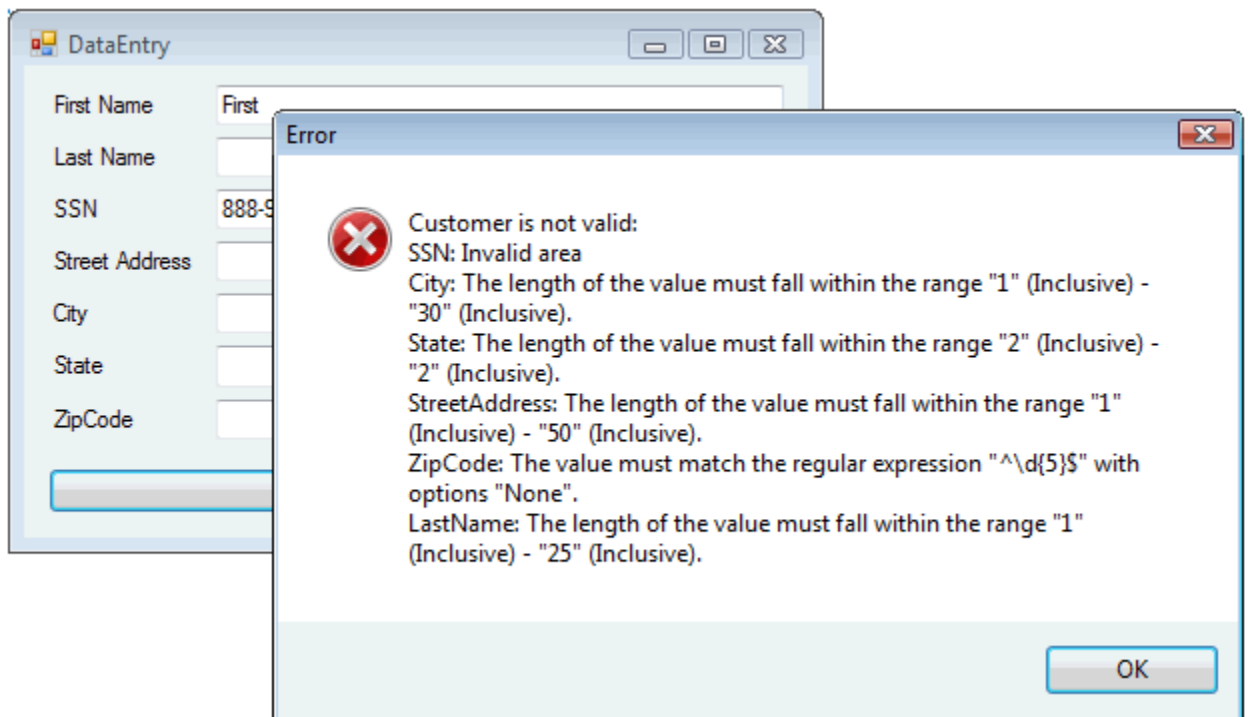 DataEntry
First Name
First
Last Name
SSN
888-
Street Address
City
State
ZipCode
Error
Customer is not valid:
SSN: Invalid area
City: The length of the value must fall within the range "1" (Inclusive) -
"30" (Inclusive).
State: The length of the value must fall within the range "2" (Inclusive) -
"2" (Inclusive).
StreetAddress: The length of the value must fall within the range "1"
(Inclusive) - "50" (Inclusive).
ZipCode: The value must match the regular expression "^\d{5}$" with
options "None".
LastName: The length of the value must fall within the range "1"
(Inclusive) - "25" (Inclusive).
OK